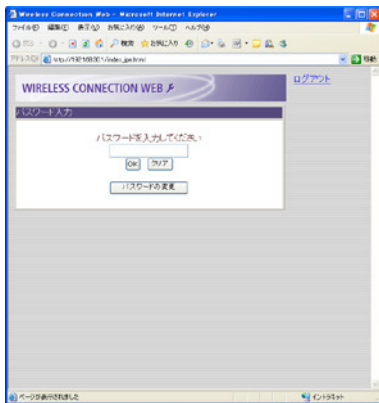 Wireless Connection Web - Microsoft Internet Explorer
ファイル(F) 編集(E) 表示(V) お気に入り(A) ツール(T) ヘルプ(H)
戻る 検索 お気に入り
アドレス(D) 移動
WIRELESS CONNECTION WEB
ログアウト
パスワード入力
パスワードを入力してください
OK クリア
パスワードの変更
ページが表示されました インターネット